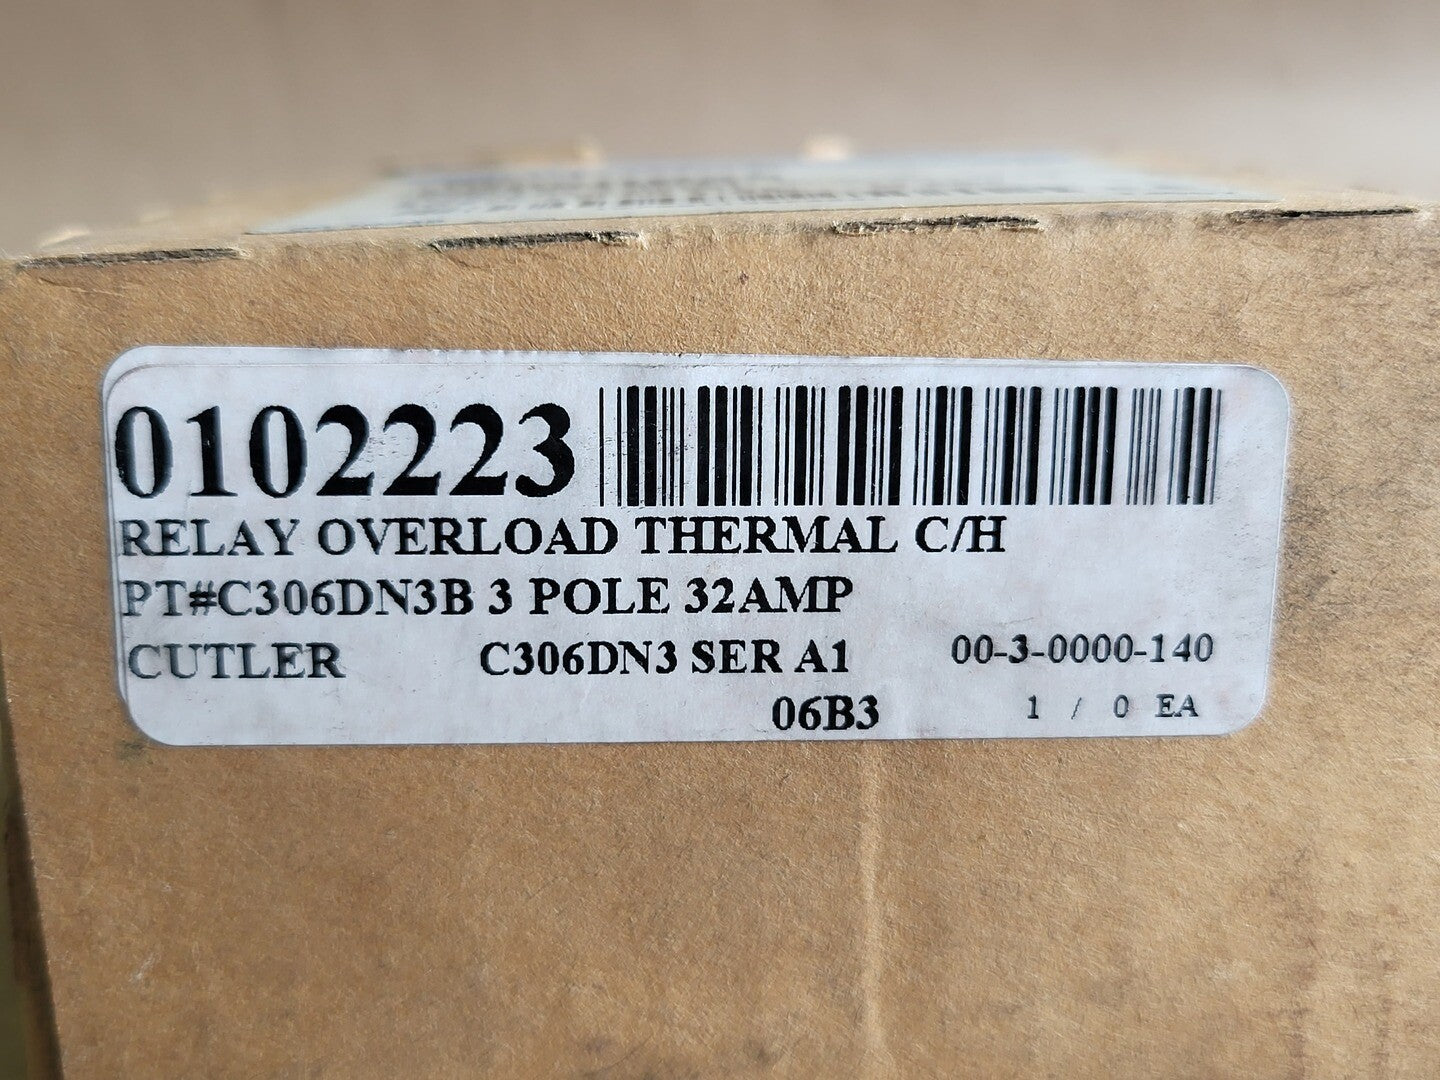 0102223
RELAY OVERLOAD THERMAL C/H
PT#C306DN3B 3 POLE 32AMP
CUTLER C306DN3 SER A1 00-3-0000-140
06B3 1 / 0 EA